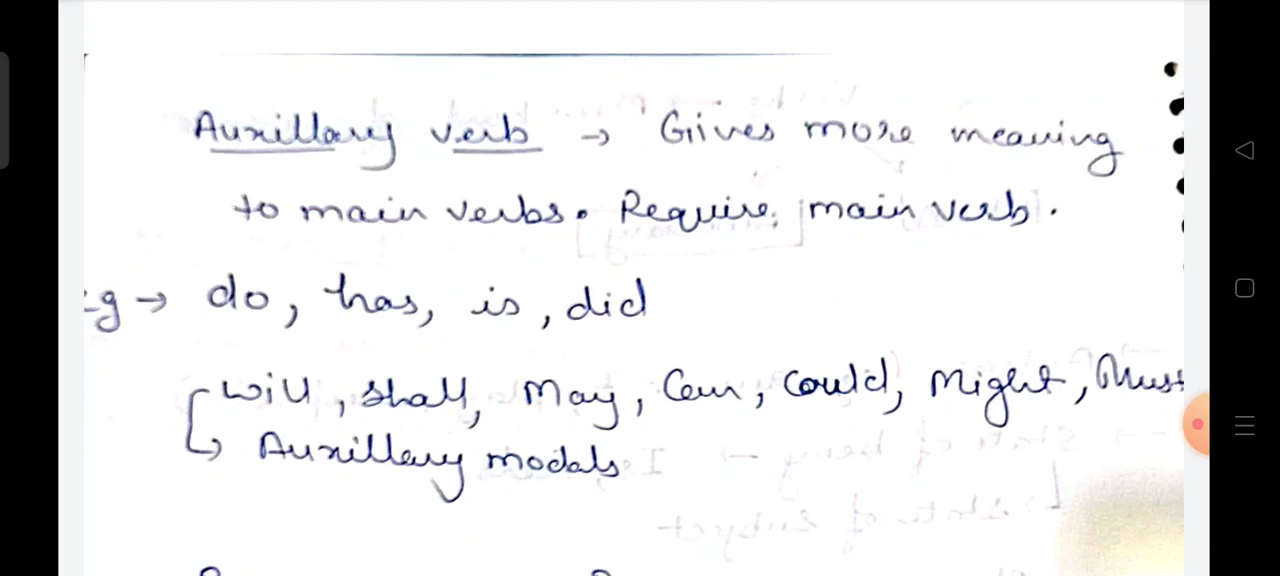 Auxillary verb → Gives more meaning
to main verbs. Require main verb.
eg → do, has, is, did
will, shall, May, Can, could, Might, Must
↳ Auxillary modals